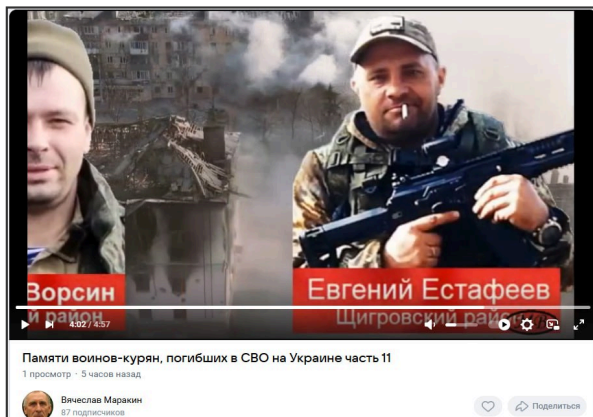 Ворсин
й район
Евгений Естафеев
Щигровский рай
4:02 / 4:57
Памяти воинов-курян, погибших в СВО на Украине часть 11
1 просмотр · 5 часов назад
Вячеслав Маракин
87 подписчиков
Поделиться